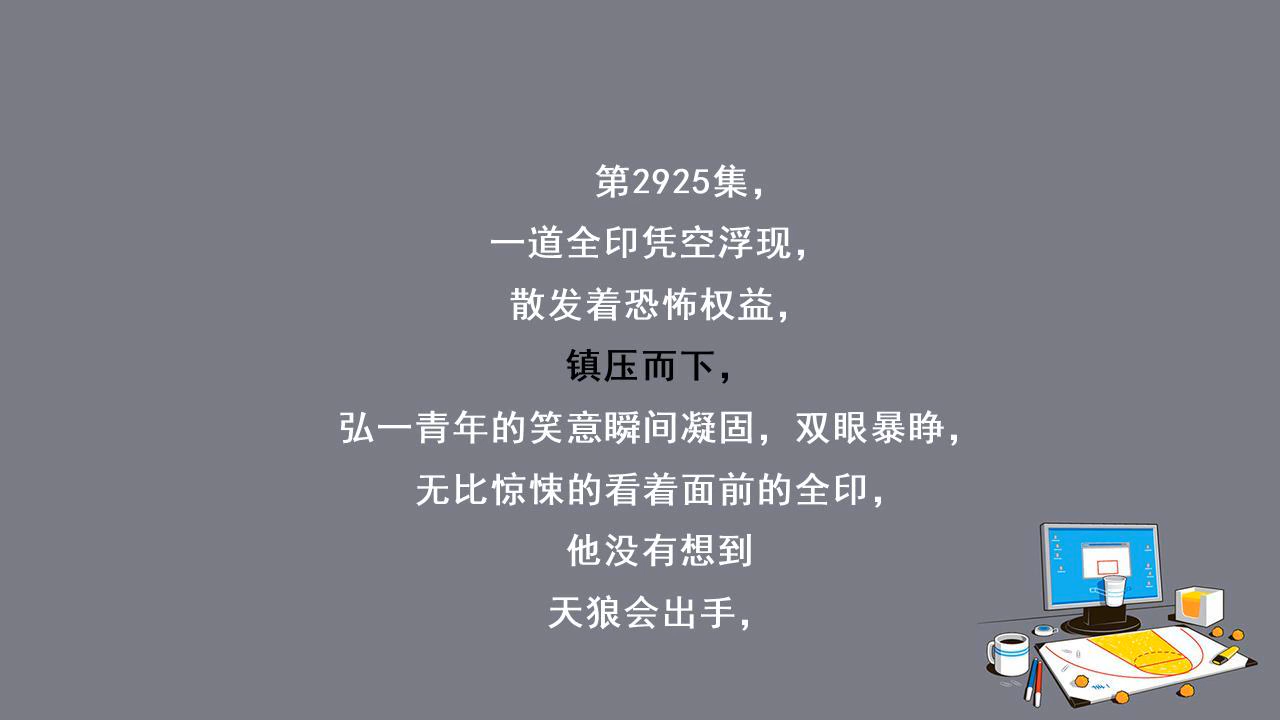 第2925集，
一道全印凭空浮现，
散发着恐怖权益，
镇压而下，
弘一青年的笑意瞬间凝固，双眼暴睁，
无比惊悚的看着面前的全印，
他没有想到
天狼会出手，